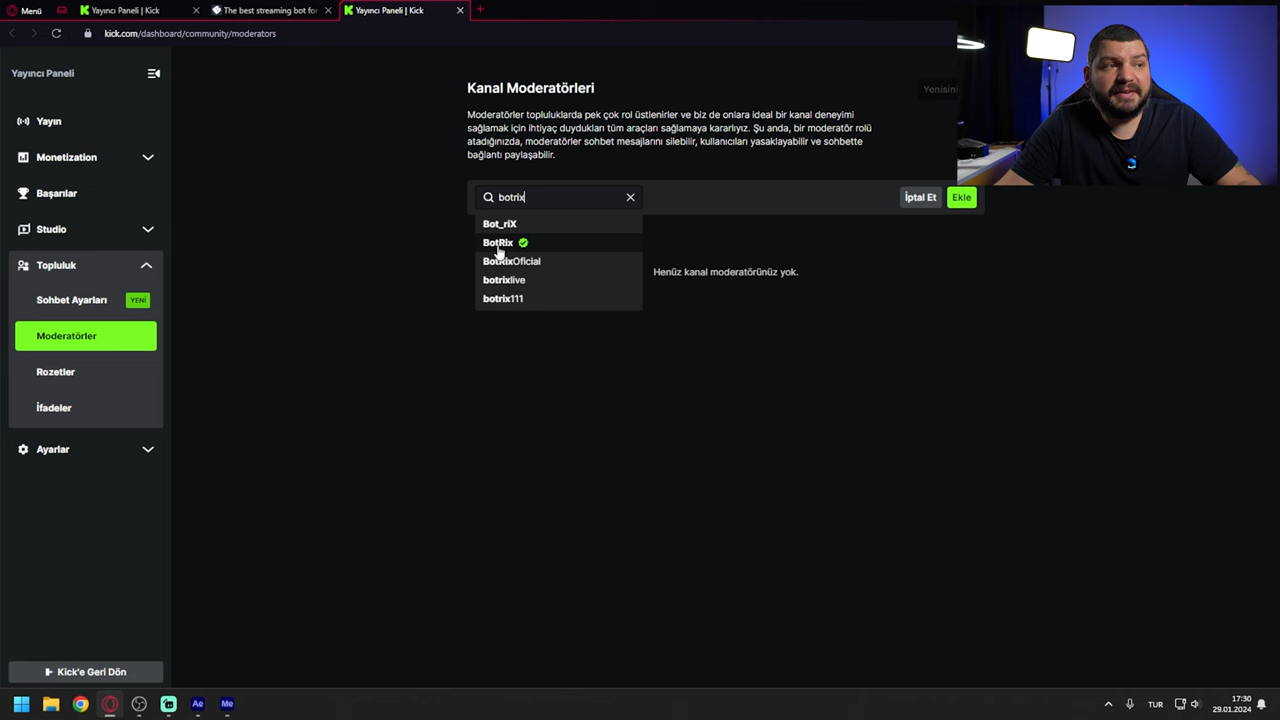 Menü
Yayıncı Paneli | Kick
The best streaming bot for
Yayıncı Paneli | Kick
kick.com/dashboard/community/moderators
Yayıncı Paneli
Yayın
Monetization
Başarılar
Studio
Topluluk
Sohbet Ayarları YENİ
Moderatörler
Rozetler
İfadeler
Ayarlar
Kick'e Geri Dön
Kanal Moderatörleri
Yenisini
Moderatörler topluluklarda pek çok rol üstlenirler ve biz de onlara ideal bir kanal deneyimi
sağlamak için ihtiyaç duydukları tüm araçları sağlamaya kararlıyız. Şu anda, bir moderatör rolü
atadığınızda, moderatörler sohbet mesajlarını silebilir, kullanıcıları yasaklayabilir ve sohbette
bağlantı paylaşabilir.
botrix
İptal Et
Ekle
Bot_riX
BotRix
BotRixOficial
botrixlive
botrix111
Henüz kanal moderatörünüz yok.
Ae
Me
TUR
17:30
29.01.2024